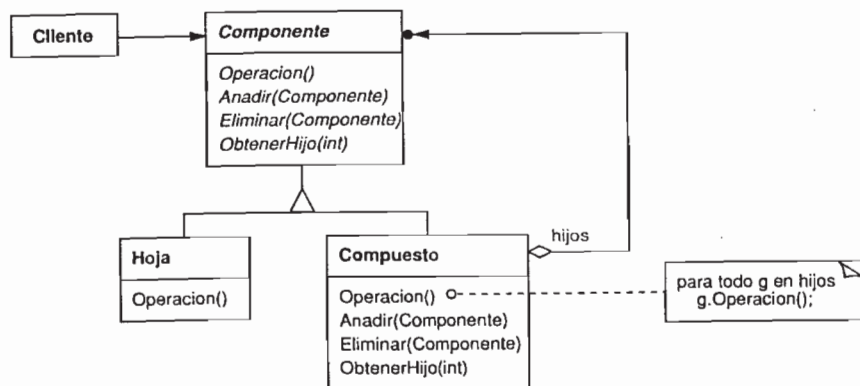 Cliente
Componente
Operacion()
Anadir(Componente)
Eliminar(Componente)
ObtenerHijo(int)
Hoja
Operacion()
Compuesto
Operacion()
Anadir(Componente)
Eliminar(Componente)
ObtenerHijo(int)
hijos
para todo g en hijos
g.Operacion();